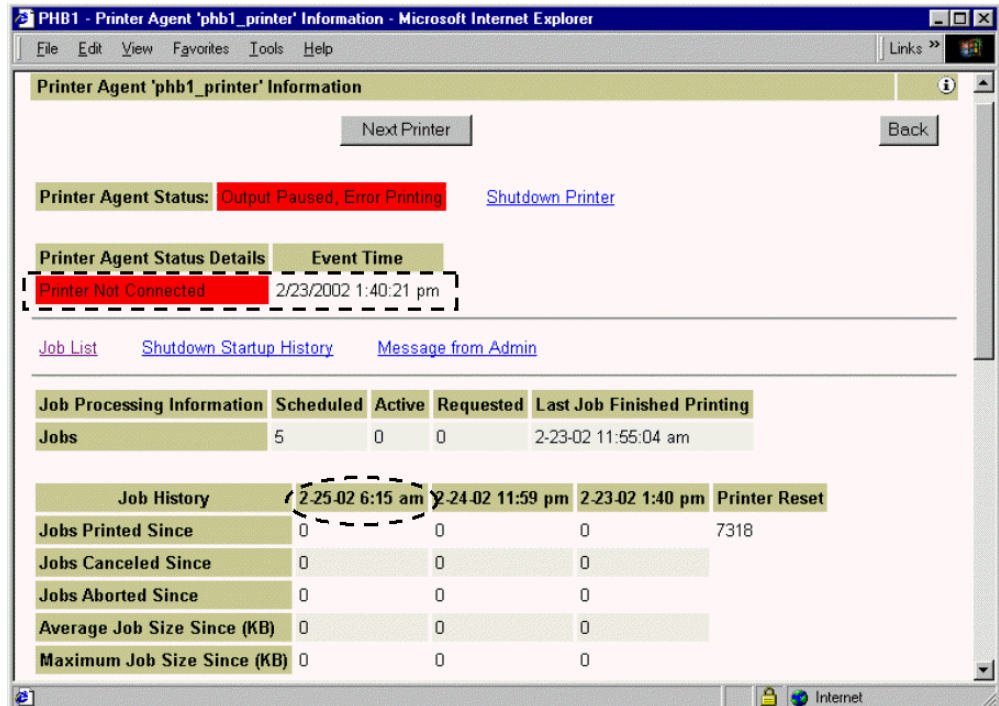 PHB1 - Printer Agent 'phb1_printer' Information - Microsoft Internet Explorer
File Edit View Favorites Tools Help Links »
Printer Agent 'phb1_printer' Information
Next Printer Back
Printer Agent Status: Output Paused, Error Printing Shutdown Printer
Printer Agent Status Details Event Time
Printer Not Connected 2/23/2002 1:40:21 pm
Job List Shutdown Startup History Message from Admin
Job Processing Information Scheduled Active Requested Last Job Finished Printing
Jobs 5 0 0 2-23-02 11:55:04 am
Job History 2-25-02 6:15 am 2-24-02 11:59 pm 2-23-02 1:40 pm Printer Reset
Jobs Printed Since 0 0 0 7318
Jobs Canceled Since 0 0 0
Jobs Aborted Since 0 0 0
Average Job Size Since (KB) 0 0 0
Maximum Job Size Since (KB) 0 0 0
Internet